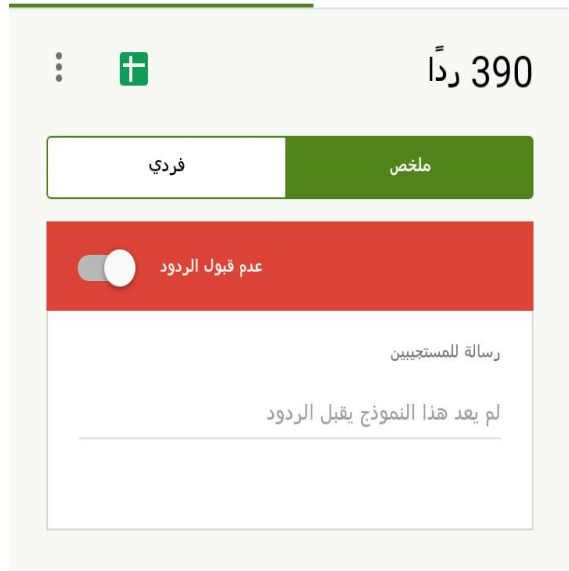 390 ردًا
ملخص
فردي
عدم قبول الردود
رسالة للمستجيبين
لم يعد هذا النموذج يقبل الردود